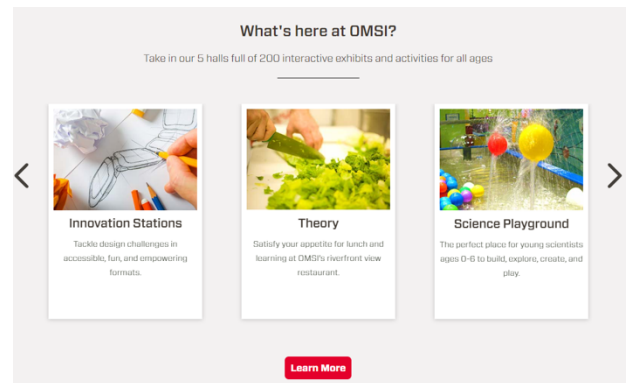 What's here at OMSI?
Take in our 5 halls full of 200 interactive exhibits and activities for all ages
Innovation Stations
Tackle design challenges in
accessible, fun, and empowering
formats.
Theory
Satisfy your appetite for lunch and
learning at OMSI's riverfront view
restaurant.
Science Playground
The perfect place for young scientists
ages 0-6 to build, explore, create, and
play.
Learn More